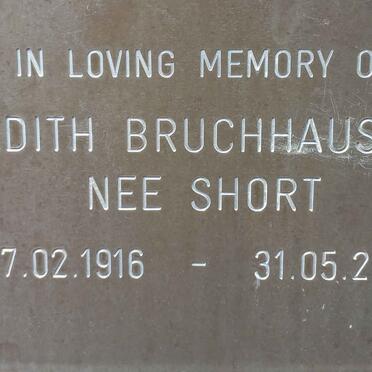 IN LOVING MEMORY O
DITH BRUCHHAUS
NEE SHORT
7.02.1916 - 31.05.2